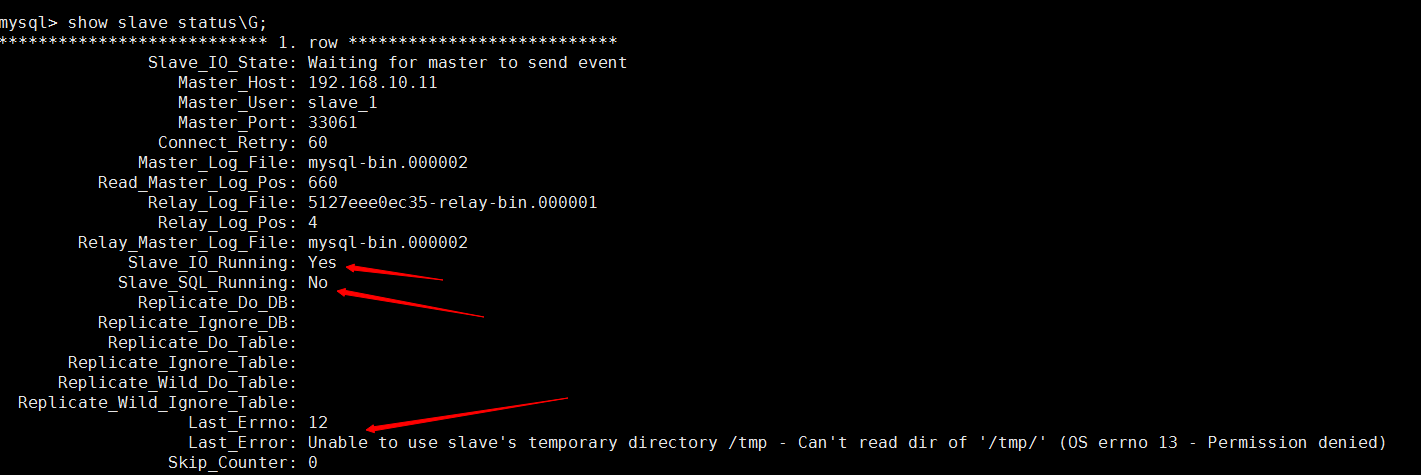 mysql> show slave status\G;
*************************** 1. row ***************************
Slave_IO_State: Waiting for master to send event
Master_Host: 192.168.10.11
Master_User: slave_1
Master_Port: 33061
Connect_Retry: 60
Master_Log_File: mysql-bin.000002
Read_Master_Log_Pos: 660
Relay_Log_File: 5127eee0ec35-relay-bin.000001
Relay_Log_Pos: 4
Relay_Master_Log_File: mysql-bin.000002
Slave_IO_Running: Yes
Slave_SQL_Running: No
Replicate_Do_DB:
Replicate_Ignore_DB:
Replicate_Do_Table:
Replicate_Ignore_Table:
Replicate_Wild_Do_Table:
Replicate_Wild_Ignore_Table:
Last_Errno: 12
Last_Error: Unable to use slave's temporary directory /tmp - Can't read dir of '/tmp/' (OS errno 13 - Permission denied)
Skip_Counter: 0